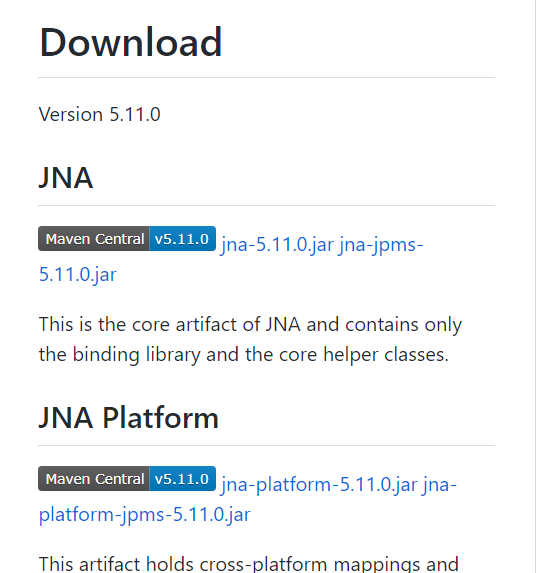 Download
Version 5.11.0
JNA
Maven Central v5.11.0 jna-5.11.0.jar jna-jpms-
5.11.0.jar
This is the core artifact of JNA and contains only
the binding library and the core helper classes.
JNA Platform
Maven Central v5.11.0 jna-platform-5.11.0.jar jna-
platform-jpms-5.11.0.jar
This artifact holds cross-platform mappings and